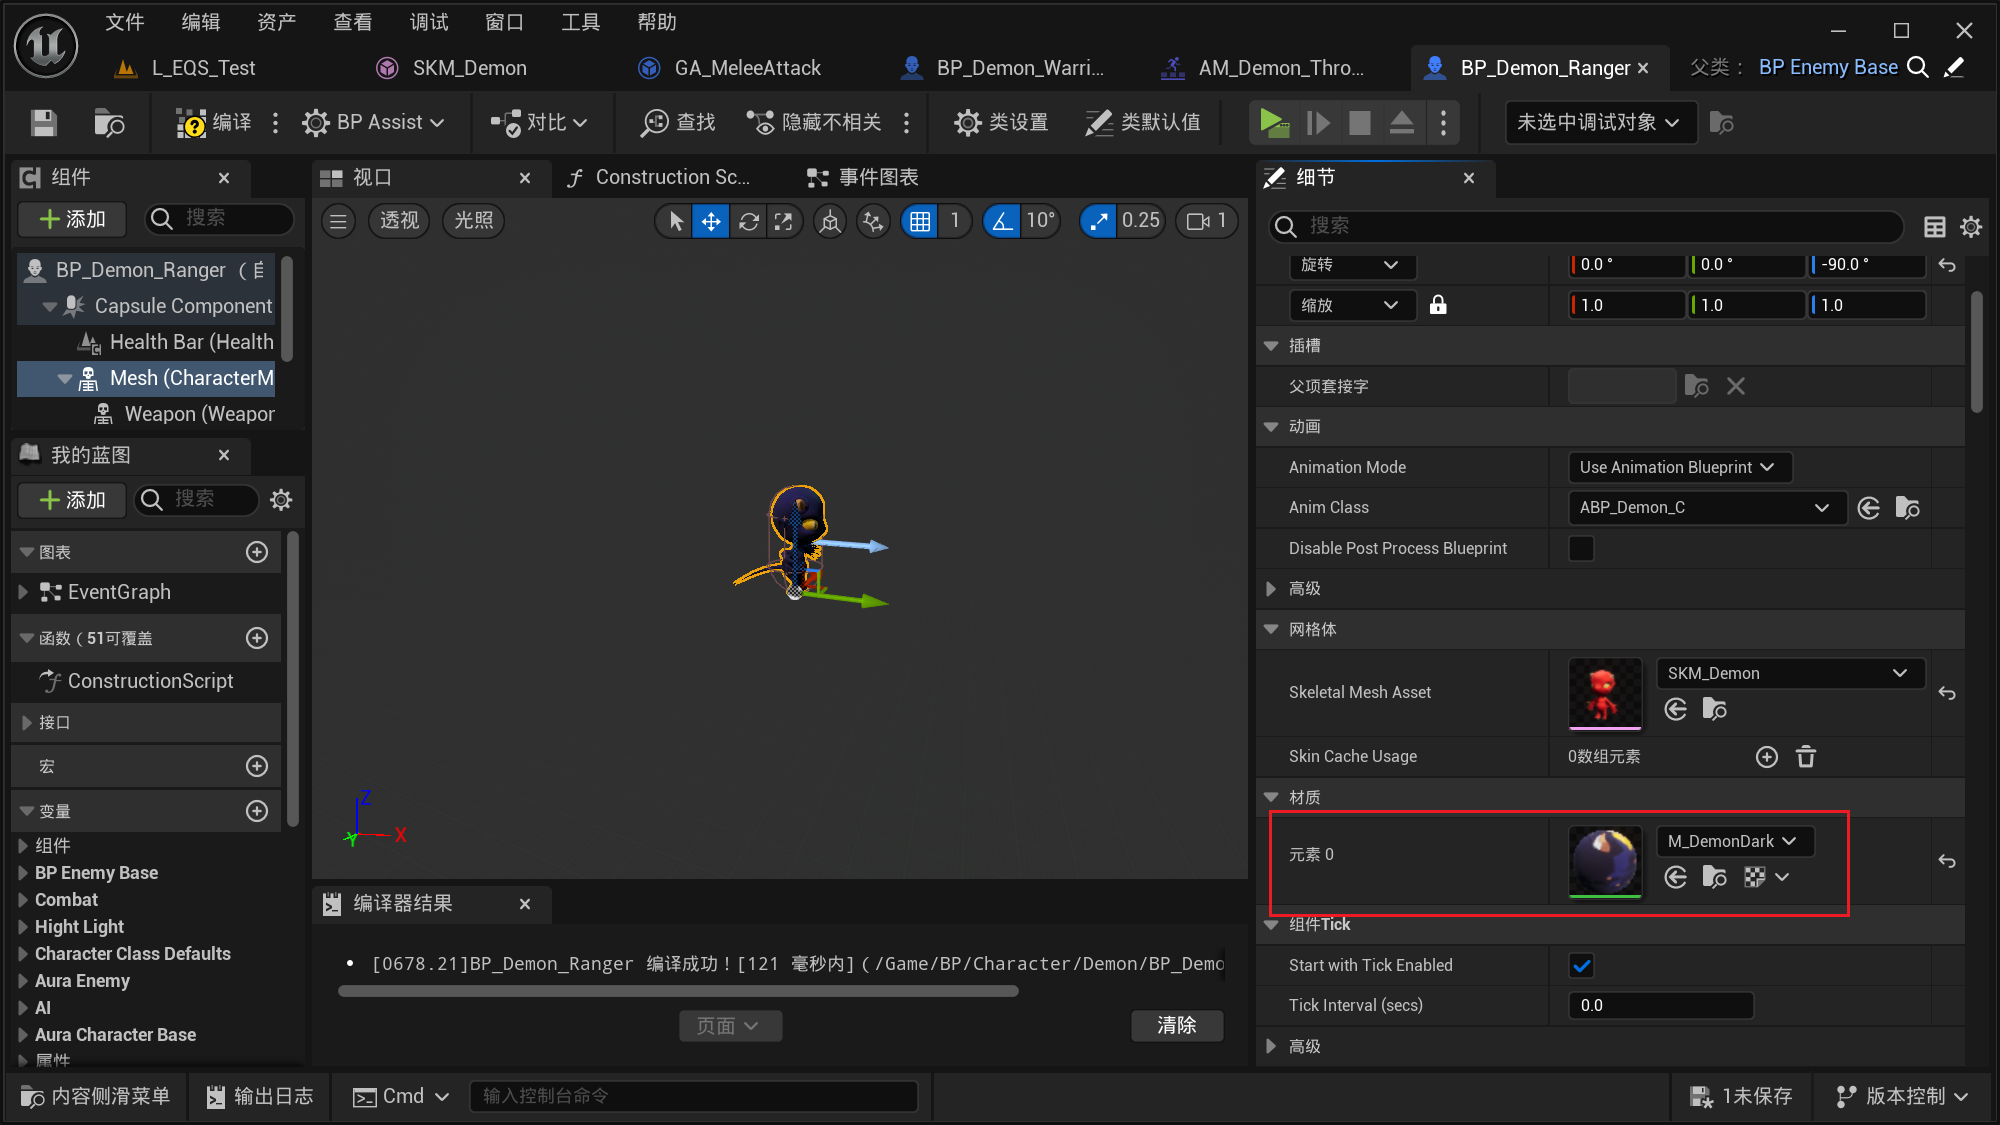 文件 编辑 资产 查看 调试 窗口 工具 帮助
L_EQS_Test SKM_Demon GA_MeleeAttack BP_Demon_Warri... AM_Demon_Thro... BP_Demon_Ranger 父类： BP Enemy Base
编译 BP Assist 对比 查找 隐藏不相关 类设置 类默认值 未选中调试对象
组件
添加 搜索
BP_Demon_Ranger （自
Capsule Component
Health Bar (Health
Mesh (CharacterM
Weapon (Weapon
我的蓝图
添加 搜索
图表
EventGraph
函数（51可覆盖
ConstructionScript
接口
宏
变量
组件
BP Enemy Base
Combat
Hight Light
Character Class Defaults
Aura Enemy
AI
Aura Character Base
属性
视口 Construction Sc... 事件图表
透视 光照 1 10° 0.25 1
Z
Y
X
编译器结果
• [0678.21]BP_Demon_Ranger 编译成功！[121 毫秒内]（/Game/BP/Character/Demon/BP_Demo
页面 清除
细节
搜索
旋转 0.0 ° 0.0 ° -90.0 °
缩放 1.0 1.0 1.0
插槽
父项套接字
动画
Animation Mode Use Animation Blueprint
Anim Class ABP_Demon_C
Disable Post Process Blueprint
高级
网格体
Skeletal Mesh Asset SKM_Demon
Skin Cache Usage 0数组元素
材质
元素 0 M_DemonDark
组件Tick
Start with Tick Enabled
Tick Interval (secs) 0.0
高级
内容侧滑菜单 输出日志 Cmd 输入控制台命令 1未保存 版本控制